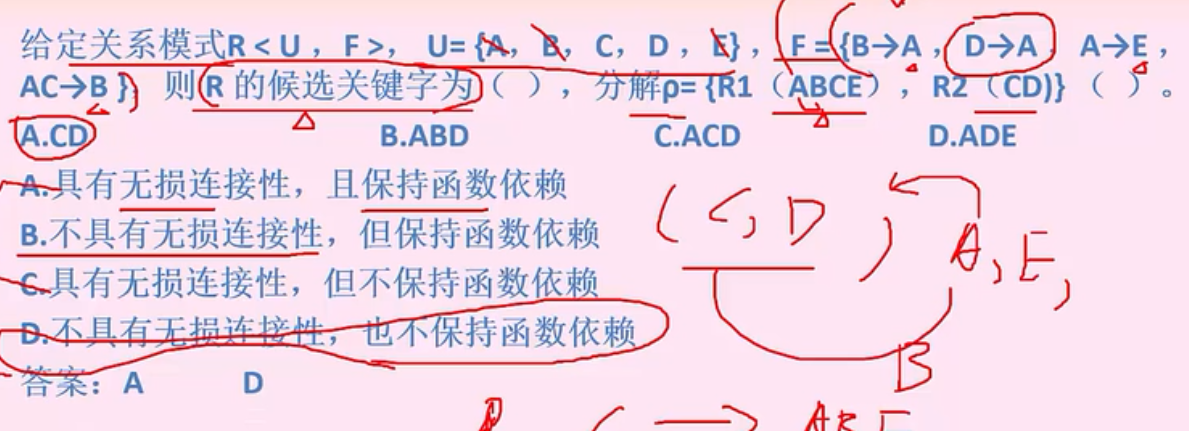 给定关系模式R < U , F >, U= {A, B, C, D , E} , F = {B→A , D→A , A→E ,
AC→B }, 则 R 的候选关键字为 ( ) , 分解ρ= {R1 (ABCE) , R2 (CD)} ( ) 。
A.CD B.ABD C.ACD D.ADE
A.具有无损连接性，且保持函数依赖
B.不具有无损连接性，但保持函数依赖
C.具有无损连接性，但不保持函数依赖
D.不具有无损连接性，也不保持函数依赖
答案：A D
( C, D ) A, E,
B
ABE